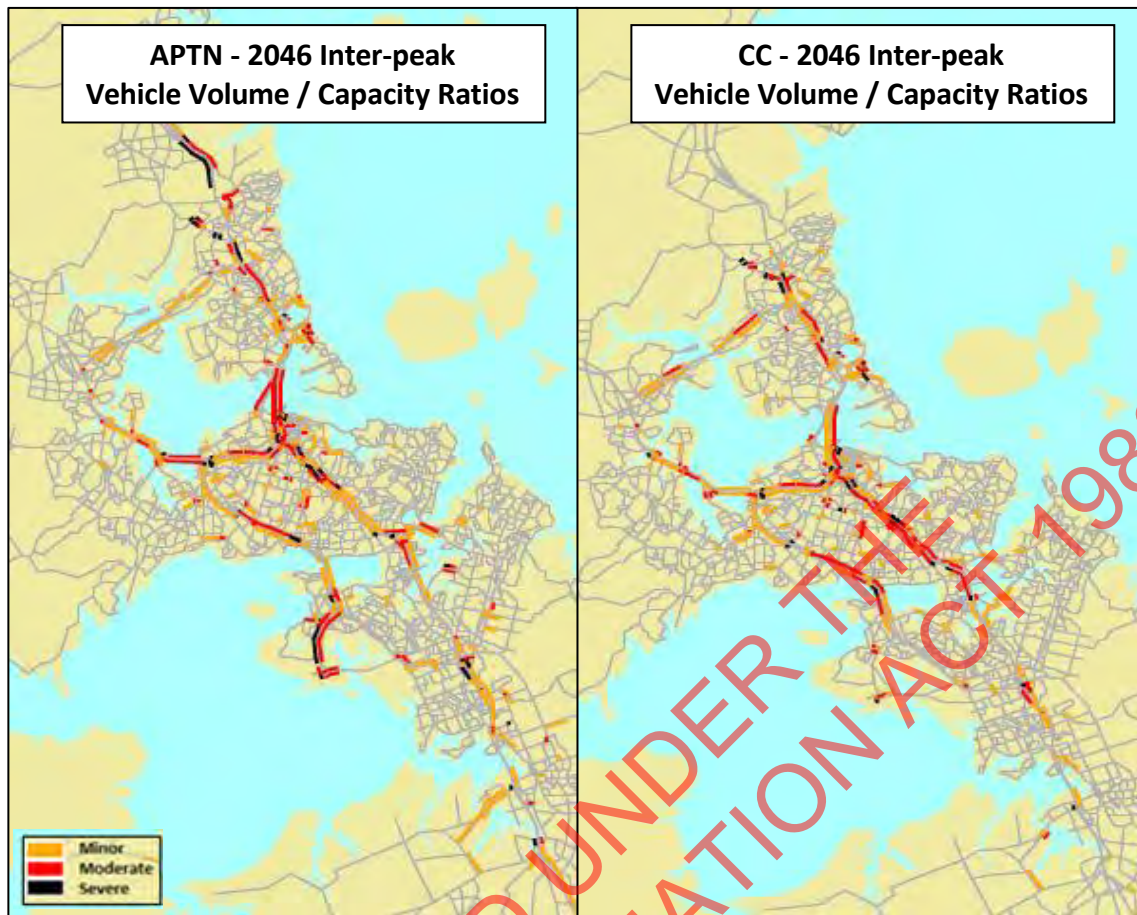 APTN - 2046 Inter-peak
Vehicle Volume / Capacity Ratios
CC - 2046 Inter-peak
Vehicle Volume / Capacity Ratios
Minor
Moderate
Severe
D UNDER THE
ATION ACT 198